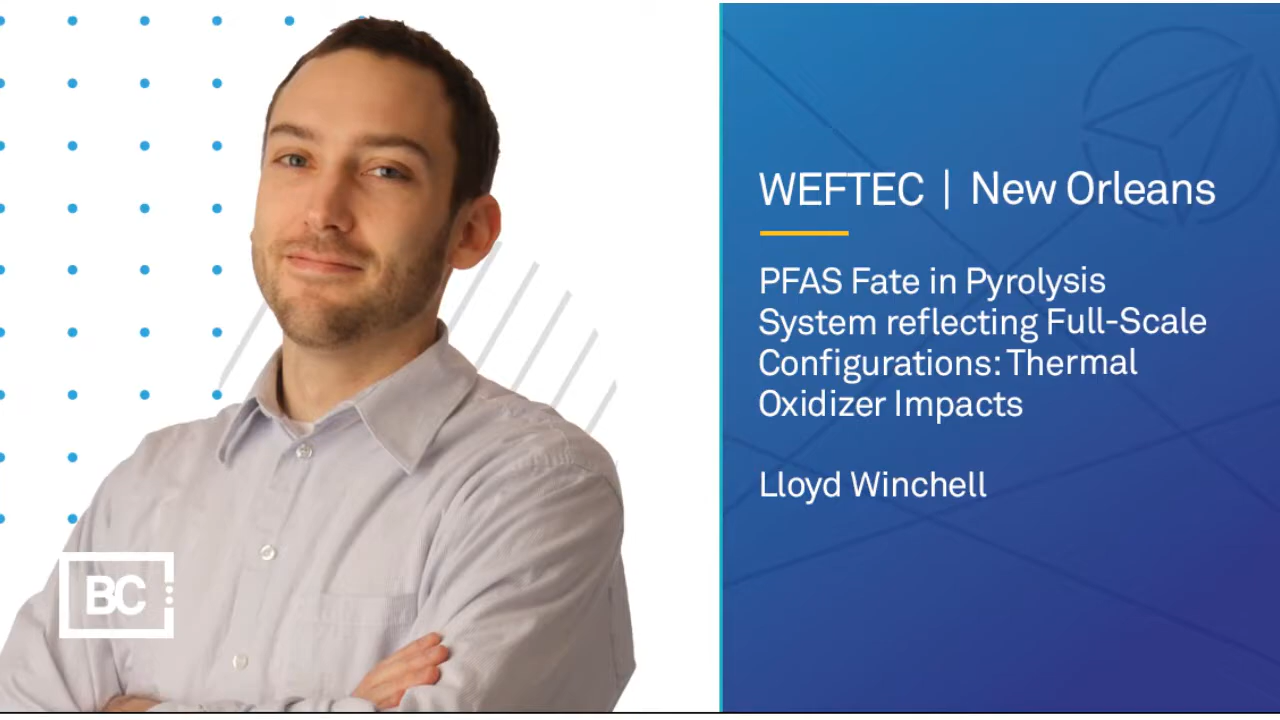 WEFTEC | New Orleans
PFAS Fate in Pyrolysis
System reflecting Full-Scale
Configurations: Thermal
Oxidizer Impacts
Lloyd Winchell
BC